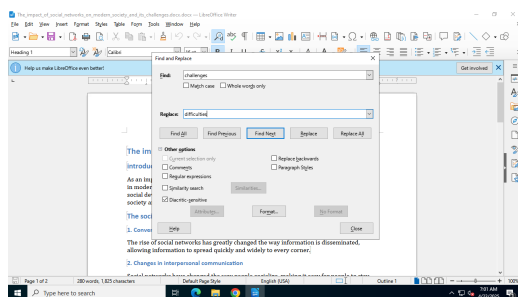 The_impact_of_social_networks_on_modern_society_and_its_challenges.docx.docx — LibreOffice Writer
File Edit View Insert Format Styles Table Form Tools Window Help
Heading 1 Calibri
Help us make LibreOffice even better! Get involved
Find and Replace
Find: challenges
Match case Whole words only
Replace: difficulties
Find All Find Previous Find Next Replace Replace All
Other options
Current selection only Replace backwards
Comments Paragraph Styles
Regular expressions
Similarity search Similarities...
Diacritic-sensitive
Attributes... Format... No Format
Help Close
The im
Introdu
As an imp
in moder
social de
society a
The soci
1. Conver
The rise of social networks has greatly changed the way information is disseminated,
allowing information to spread quickly and widely to every corner.
2. Changes in interpersonal communication
Page 1 of 2 280 words, 1,825 characters Default Page Style English (USA) Outline 1 100%
Type here to search 7:01 AM